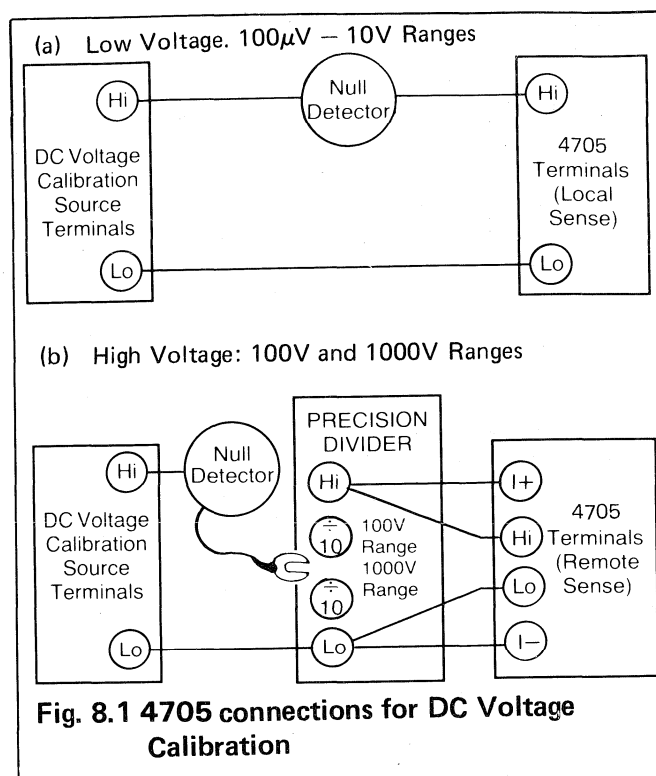 (a) Low Voltage. 100μV – 10V Ranges
Hi
Null
Detector
Hi
DC Voltage
Calibration
Source
Terminals
4705
Terminals
(Local
Sense)
Lo
Lo
(b) High Voltage: 100V and 1000V Ranges
PRECISION
DIVIDER
Hi
Null
Detector
Hi
I+
DC Voltage
Calibration
Source
Terminals
÷
10
100V
Range
1000V
Range
÷
10
Hi
4705
Terminals
(Remote
Sense)
Lo
Lo
Lo
I–
Fig. 8.1 4705 connections for DC Voltage
Calibration